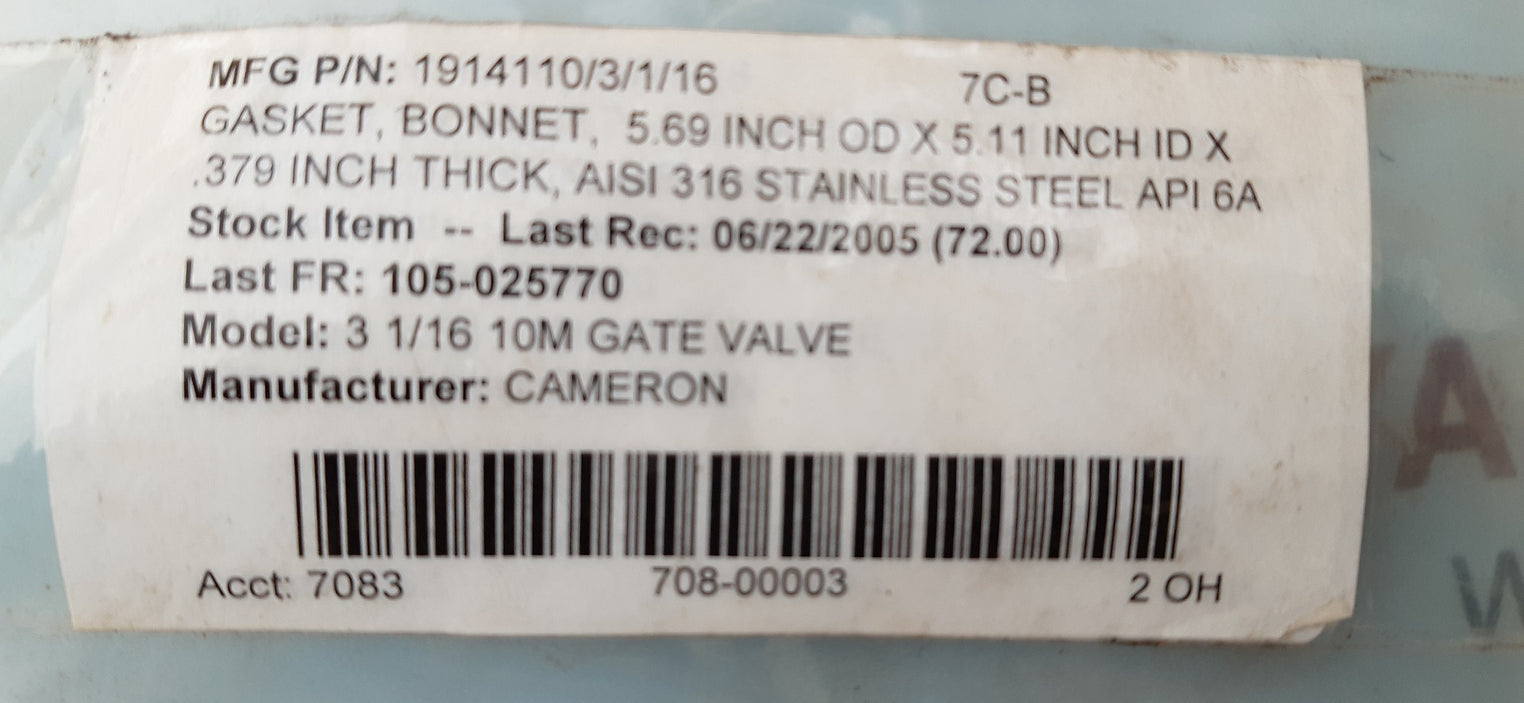 MFG P/N: 1914110/3/1/16 7C-B
GASKET, BONNET, 5.69 INCH OD X 5.11 INCH ID X
.379 INCH THICK, AISI 316 STAINLESS STEEL API 6A
Stock Item -- Last Rec: 06/22/2005 (72.00)
Last FR: 105-025770
Model: 3 1/16 10M GATE VALVE
Manufacturer: CAMERON
Acct: 7083 708-00003 2 OH